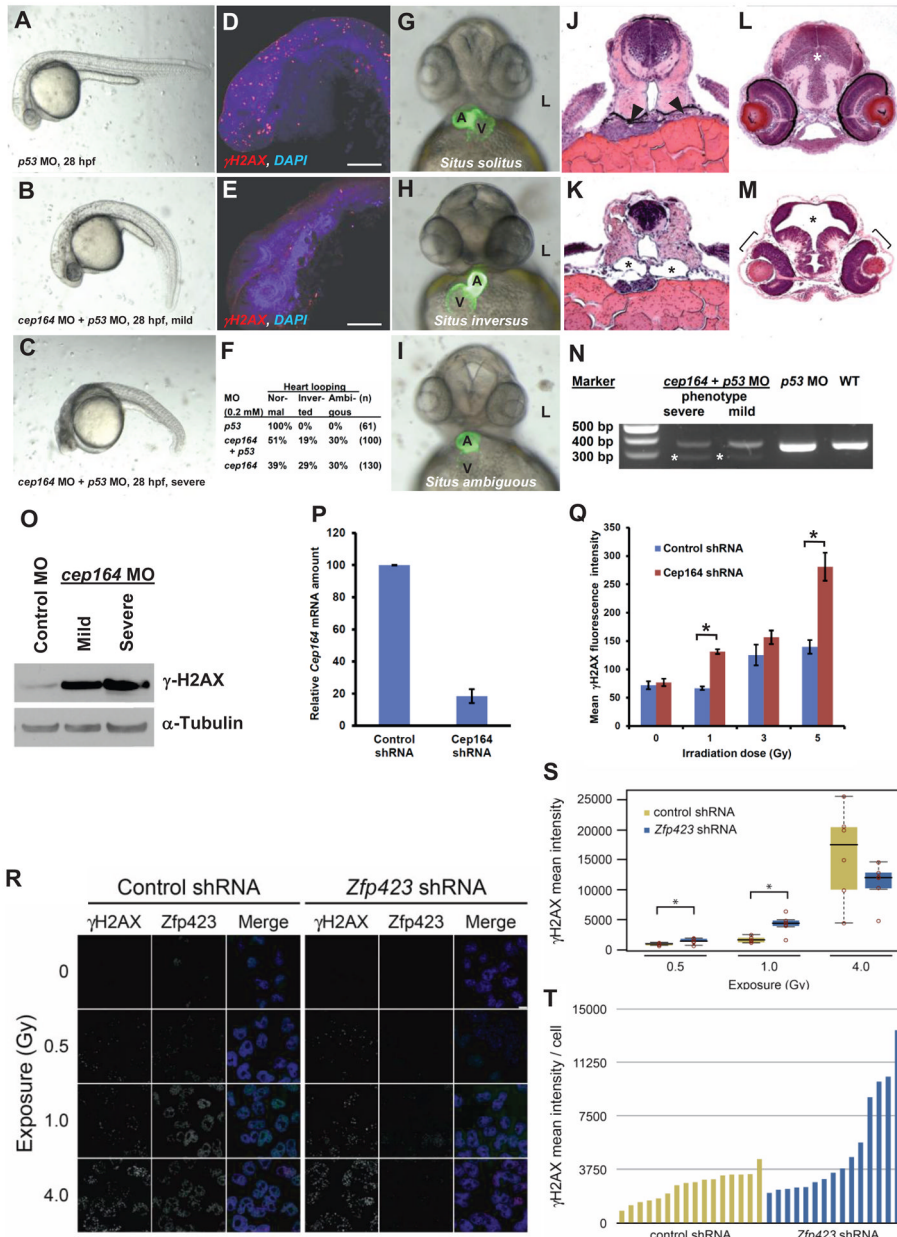 A
p53 MO, 28 hpf
B
cep164 MO + p53 MO, 28 hpf, mild
C
cep164 MO + p53 MO, 28 hpf, severe
D
γH2AX, DAPI
E
γH2AX, DAPI
F
Heart looping
MO Nor- Inver- Ambi-
(0.2 mM) mal ted gous (n)
p53 100% 0% 0% (61)
cep164 51% 19% 30% (100)
+ p53
cep164 39% 29% 30% (130)
G
A
V
L
Situs solitus
H
A
V
L
Situs inversus
I
A
V
L
Situs ambiguous
J
K
* *
L
*
M
*
N
Marker cep164 + p53 MO p53 MO WT
phenotype
severe mild
500 bp
400 bp
300 bp
* *
O
Control MO
cep164 MO
Mild
Severe
γ-H2AX
α-Tubulin
P
Relative Cep164 mRNA amount
120
100
80
60
40
20
0
Control shRNA
Cep164 shRNA
Q
Mean γH2AX fluorescence intensity
350
300
250
200
150
100
50
0
Control shRNA
Cep164 shRNA
*
*
0 1 3 5
Irradiation dose (Gy)
R
Control shRNA Zfp423 shRNA
γH2AX Zfp423 Merge γH2AX Zfp423 Merge
Exposure (Gy)
0
0.5
1.0
4.0
S
γH2AX mean intensity
25000
20000
15000
10000
5000
0
control shRNA
Zfp423 shRNA
*
*
0.5 1.0 4.0
Exposure (Gy)
T
γH2AX mean intensity / cell
15000
11250
7500
3750
0
control shRNA Zfp423 shRNA